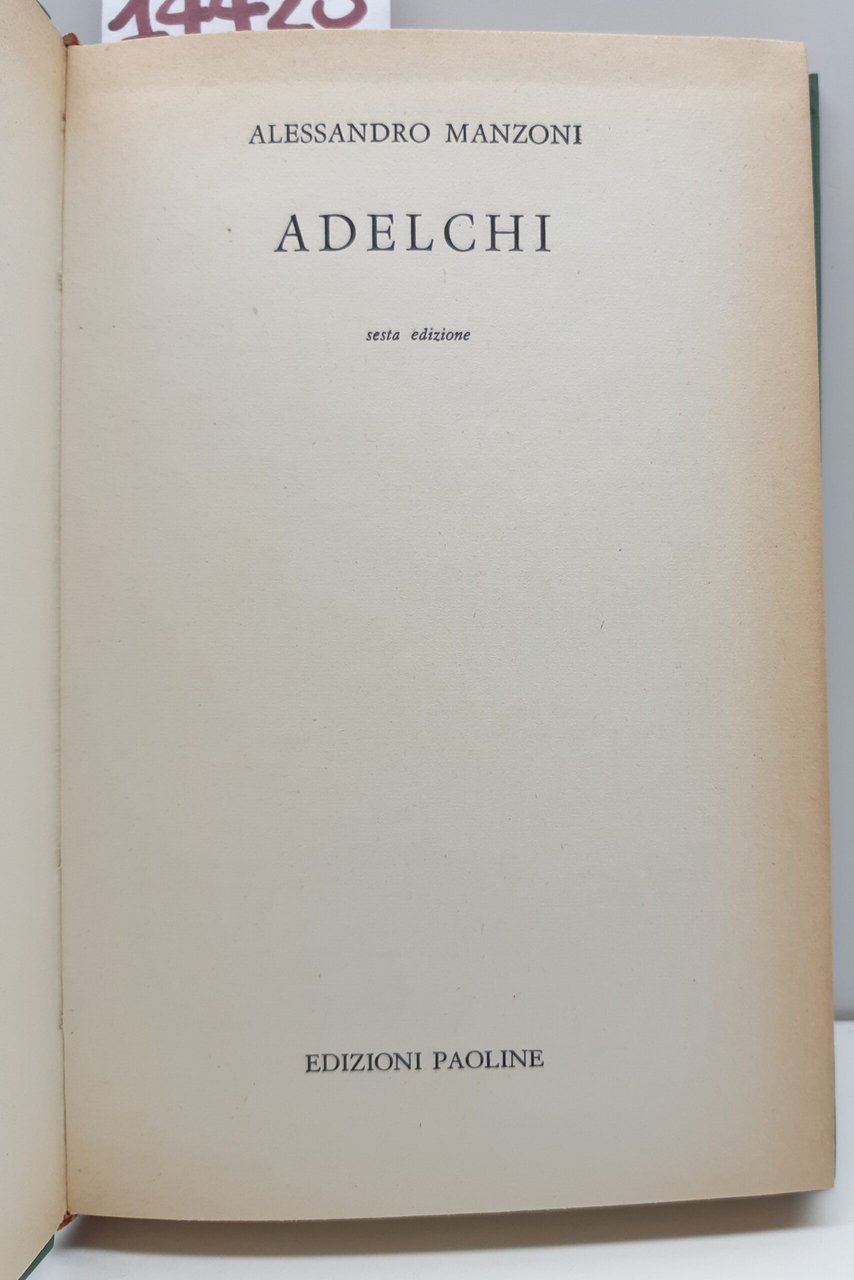 ALESSANDRO MANZONI
ADELCHI
sesta edizione
EDIZIONI PAOLINE